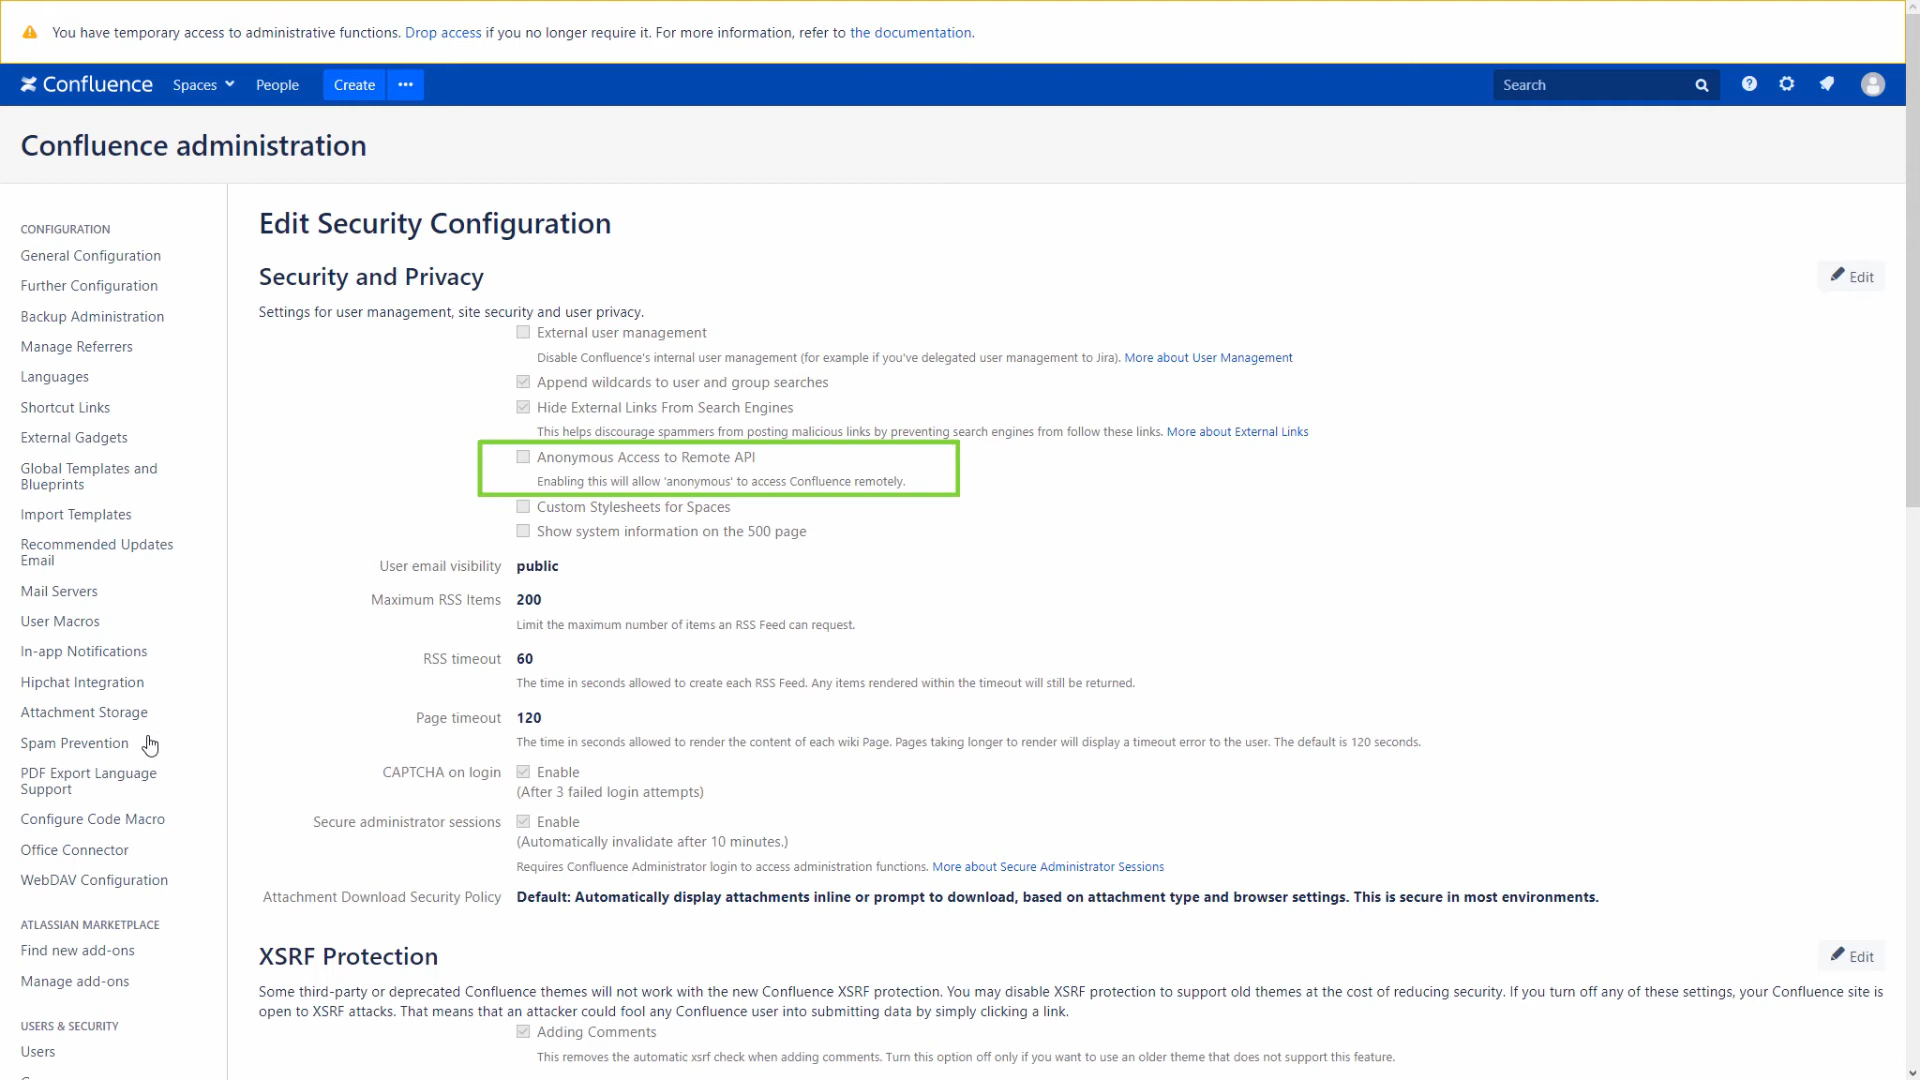 You have temporary access to administrative functions. Drop access if you no longer require it. For more information, refer to the documentation.
Confluence Spaces People Create ••• Search
Confluence administration
CONFIGURATION
General Configuration
Further Configuration
Backup Administration
Manage Referrers
Languages
Shortcut Links
External Gadgets
Global Templates and
Blueprints
Import Templates
Recommended Updates
Email
Mail Servers
User Macros
In-app Notifications
Hipchat Integration
Attachment Storage
Spam Prevention
PDF Export Language
Support
Configure Code Macro
Office Connector
WebDAV Configuration
ATLASSIAN MARKETPLACE
Find new add-ons
Manage add-ons
USERS & SECURITY
Users
Edit Security Configuration
Security and Privacy
Edit
Settings for user management, site security and user privacy.
External user management
Disable Confluence's internal user management (for example if you've delegated user management to Jira). More about User Management
Append wildcards to user and group searches
Hide External Links From Search Engines
This helps discourage spammers from posting malicious links by preventing search engines from follow these links. More about External Links
Anonymous Access to Remote API
Enabling this will allow 'anonymous' to access Confluence remotely.
Custom Stylesheets for Spaces
Show system information on the 500 page
User email visibility public
Maximum RSS Items 200
Limit the maximum number of items an RSS Feed can request.
RSS timeout 60
The time in seconds allowed to create each RSS Feed. Any items rendered within the timeout will still be returned.
Page timeout 120
The time in seconds allowed to render the content of each wiki Page. Pages taking longer to render will display a timeout error to the user. The default is 120 seconds.
CAPTCHA on login Enable
(After 3 failed login attempts)
Secure administrator sessions Enable
(Automatically invalidate after 10 minutes.)
Requires Confluence Administrator login to access administration functions. More about Secure Administrator Sessions
Attachment Download Security Policy Default: Automatically display attachments inline or prompt to download, based on attachment type and browser settings. This is secure in most environments.
XSRF Protection
Edit
Some third-party or deprecated Confluence themes will not work with the new Confluence XSRF protection. You may disable XSRF protection to support old themes at the cost of reducing security. If you turn off any of these settings, your Confluence site is
open to XSRF attacks. That means that an attacker could fool any Confluence user into submitting data by simply clicking a link.
Adding Comments
This removes the automatic xsrf check when adding comments. Turn this option off only if you want to use an older theme that does not support this feature.